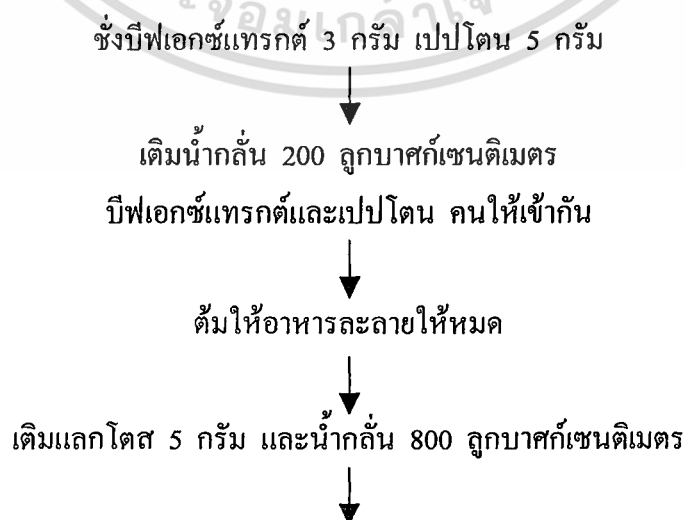 ชั่งบีฟเอกซ์แทรกต์ 3 กรัม เปปโตน 5 กรัม
เติมน้ำกลั่น 200 ลูกบาศก์เซนติเมตร
บีฟเอกซ์แทรกต์และเปปโตน คนให้เข้ากัน
ต้มให้อาหารละลายให้หมด
เติมแลกโตส 5 กรัม และน้ำกลั่น 800 ลูกบาศก์เซนติเมตร